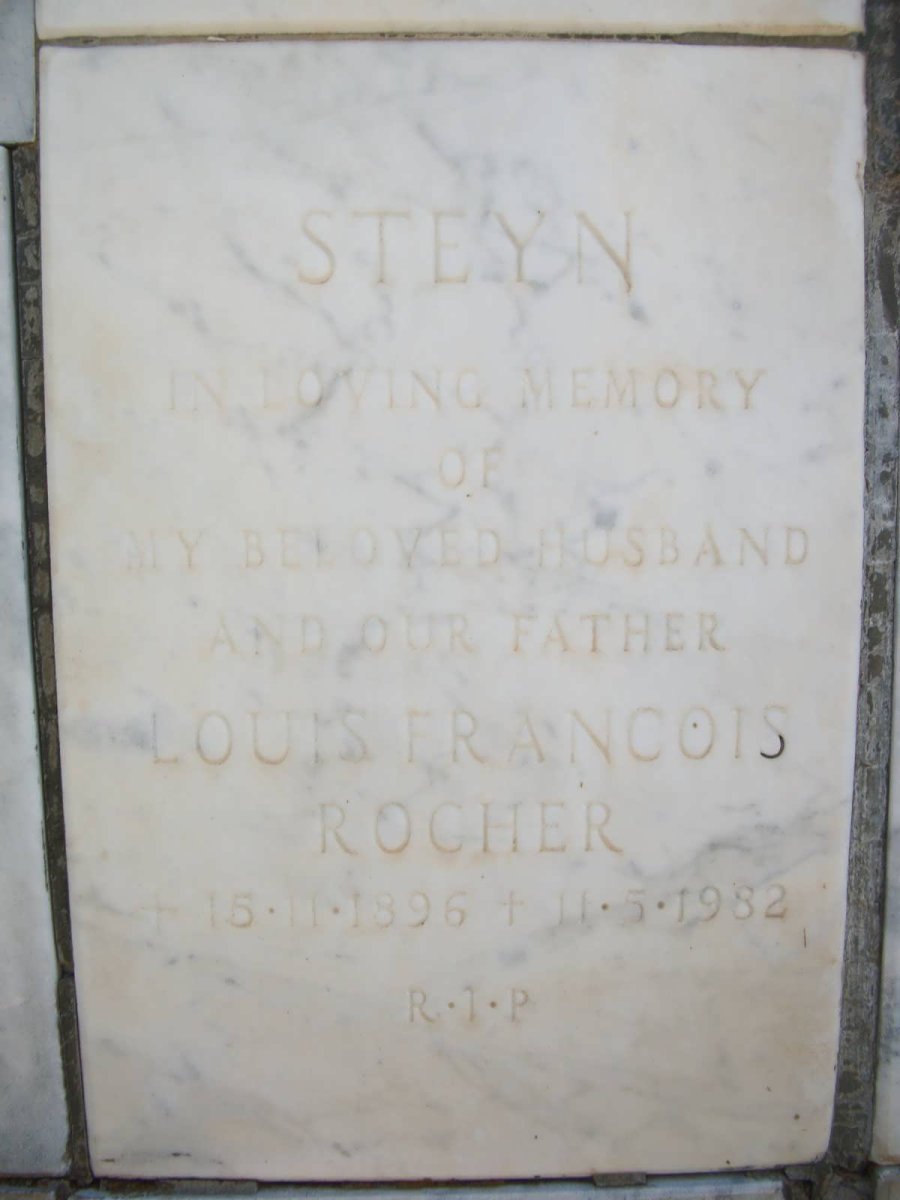 STEYN
IN LOVING MEMORY
OF
MY BELOVED HUSBAND
AND OUR FATHER
LOUIS FRANCOIS
ROCHER
+ 15·11·1896 + 11·5·1982
R·I·P